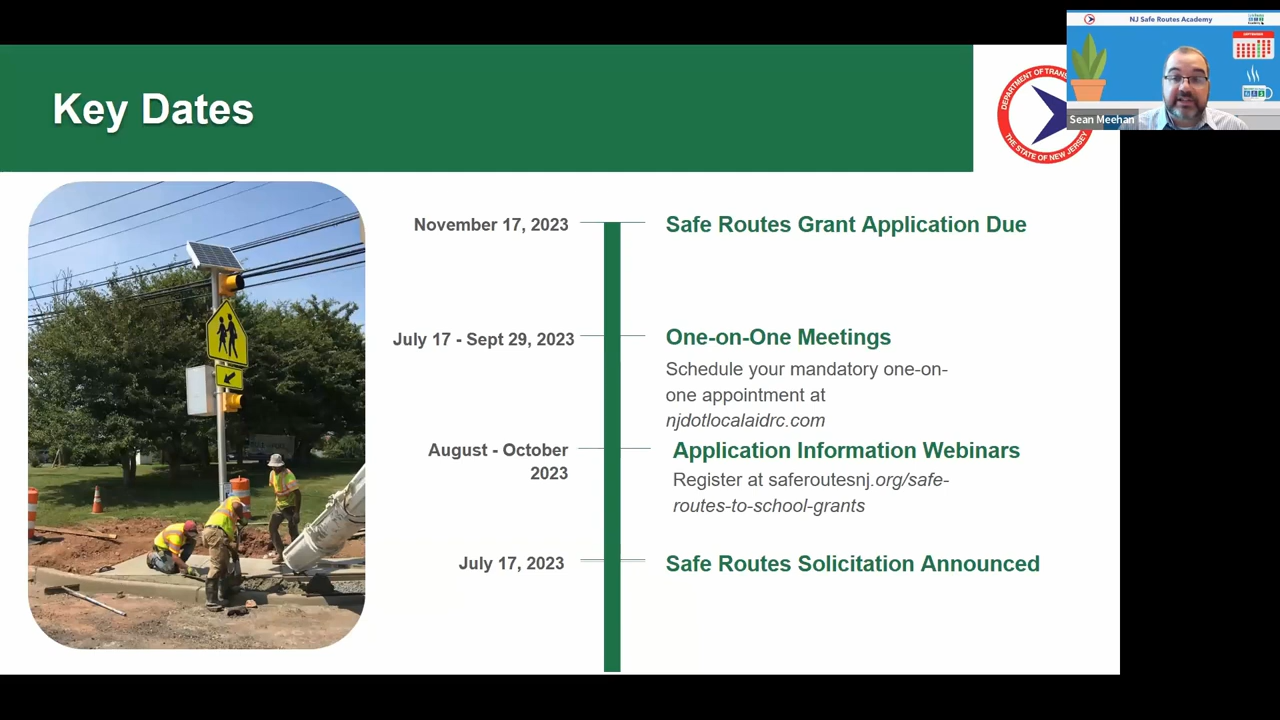 Key Dates
DEPARTMENT OF TRANS
THE STATE OF NEW JERSEY
NJ Safe Routes Academy
Sean Meehan
November 17, 2023
Safe Routes Grant Application Due
July 17 - Sept 29, 2023
One-on-One Meetings
Schedule your mandatory one-on-
one appointment at
njdotlocalaidrc.com
August - October
2023
Application Information Webinars
Register at saferoutesnj.org/safe-
routes-to-school-grants
July 17, 2023
Safe Routes Solicitation Announced